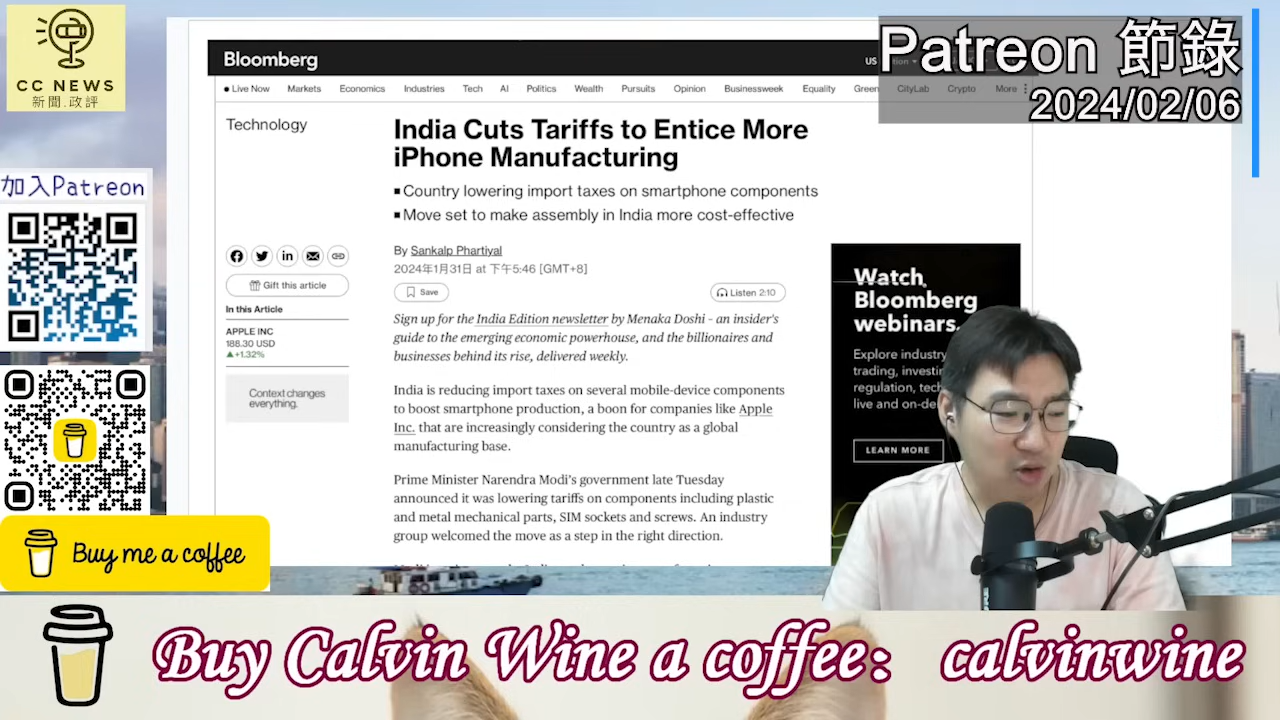 CC NEWS
新聞.政評
加入Patreon
Buy me a coffee
Patreon 節錄
2024/02/06
Bloomberg
US
Live Now Markets Economics Industries Tech AI Politics Wealth Pursuits Opinion Businessweek Equality Green CityLab Crypto More
Technology
India Cuts Tariffs to Entice More
iPhone Manufacturing
Country lowering import taxes on smartphone components
Move set to make assembly in India more cost-effective
By Sankalp Phartiyal
2024年1月31日 at 下午5:46 [GMT+8]
Save
Listen 2:10
Gift this article
In this Article
APPLE INC
188.30 USD
▲+1.32%
Context changes
everything.
Sign up for the India Edition newsletter by Menaka Doshi – an insider's
guide to the emerging economic powerhouse, and the billionaires and
businesses behind its rise, delivered weekly.
India is reducing import taxes on several mobile-device components
to boost smartphone production, a boon for companies like Apple
Inc. that are increasingly considering the country as a global
manufacturing base.
Prime Minister Narendra Modi's government late Tuesday
announced it was lowering tariffs on components including plastic
and metal mechanical parts, SIM sockets and screws. An industry
group welcomed the move as a step in the right direction.
Watch
Bloomberg
webinars.
Explore industry
trading,
regulation,
live and
LEARN MORE
Buy Calvin Wine a coffee: calvinwine